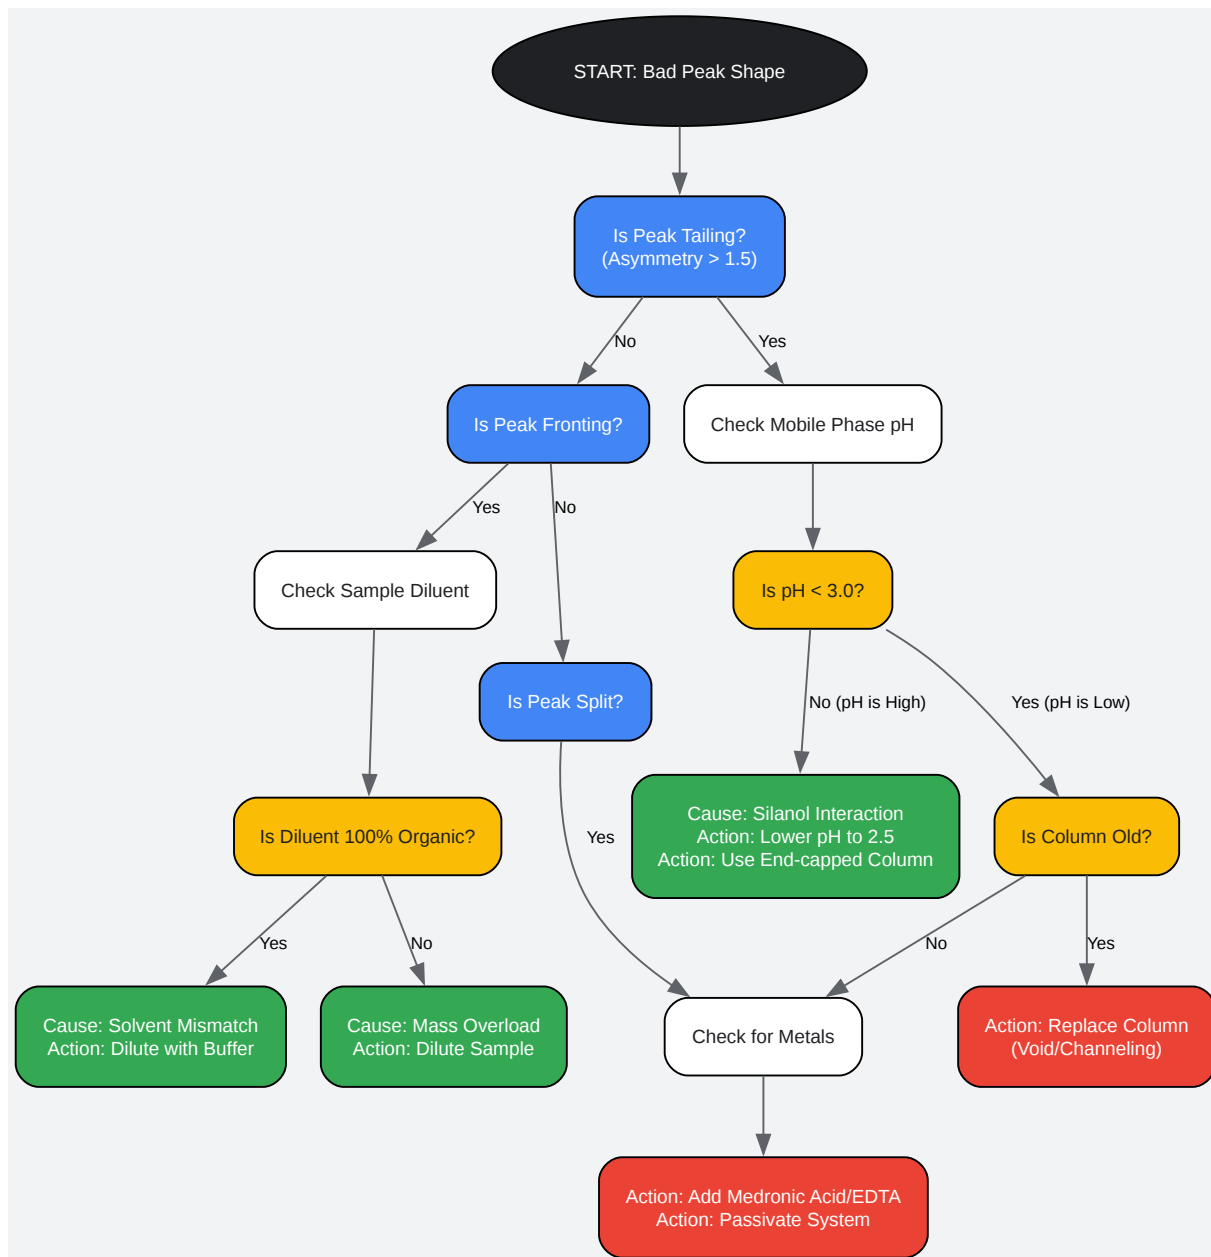 START: Bad Peak Shape
Is Peak Tailing?
(Asymmetry > 1.5)
No
Yes
Is Peak Fronting?
Check Mobile Phase pH
Yes
No
Check Sample Diluent
Is pH < 3.0?
Is Peak Split?
No (pH is High)
Yes (pH is Low)
Is Diluent 100% Organic?
Yes
Cause: Silanol Interaction
Action: Lower pH to 2.5
Action: Use End-capped Column
Is Column Old?
Yes
No
No
Yes
Cause: Solvent Mismatch
Action: Dilute with Buffer
Cause: Mass Overload
Action: Dilute Sample
Check for Metals
Action: Replace Column
(Void/Channeling)
Action: Add Medronic Acid/EDTA
Action: Passivate System